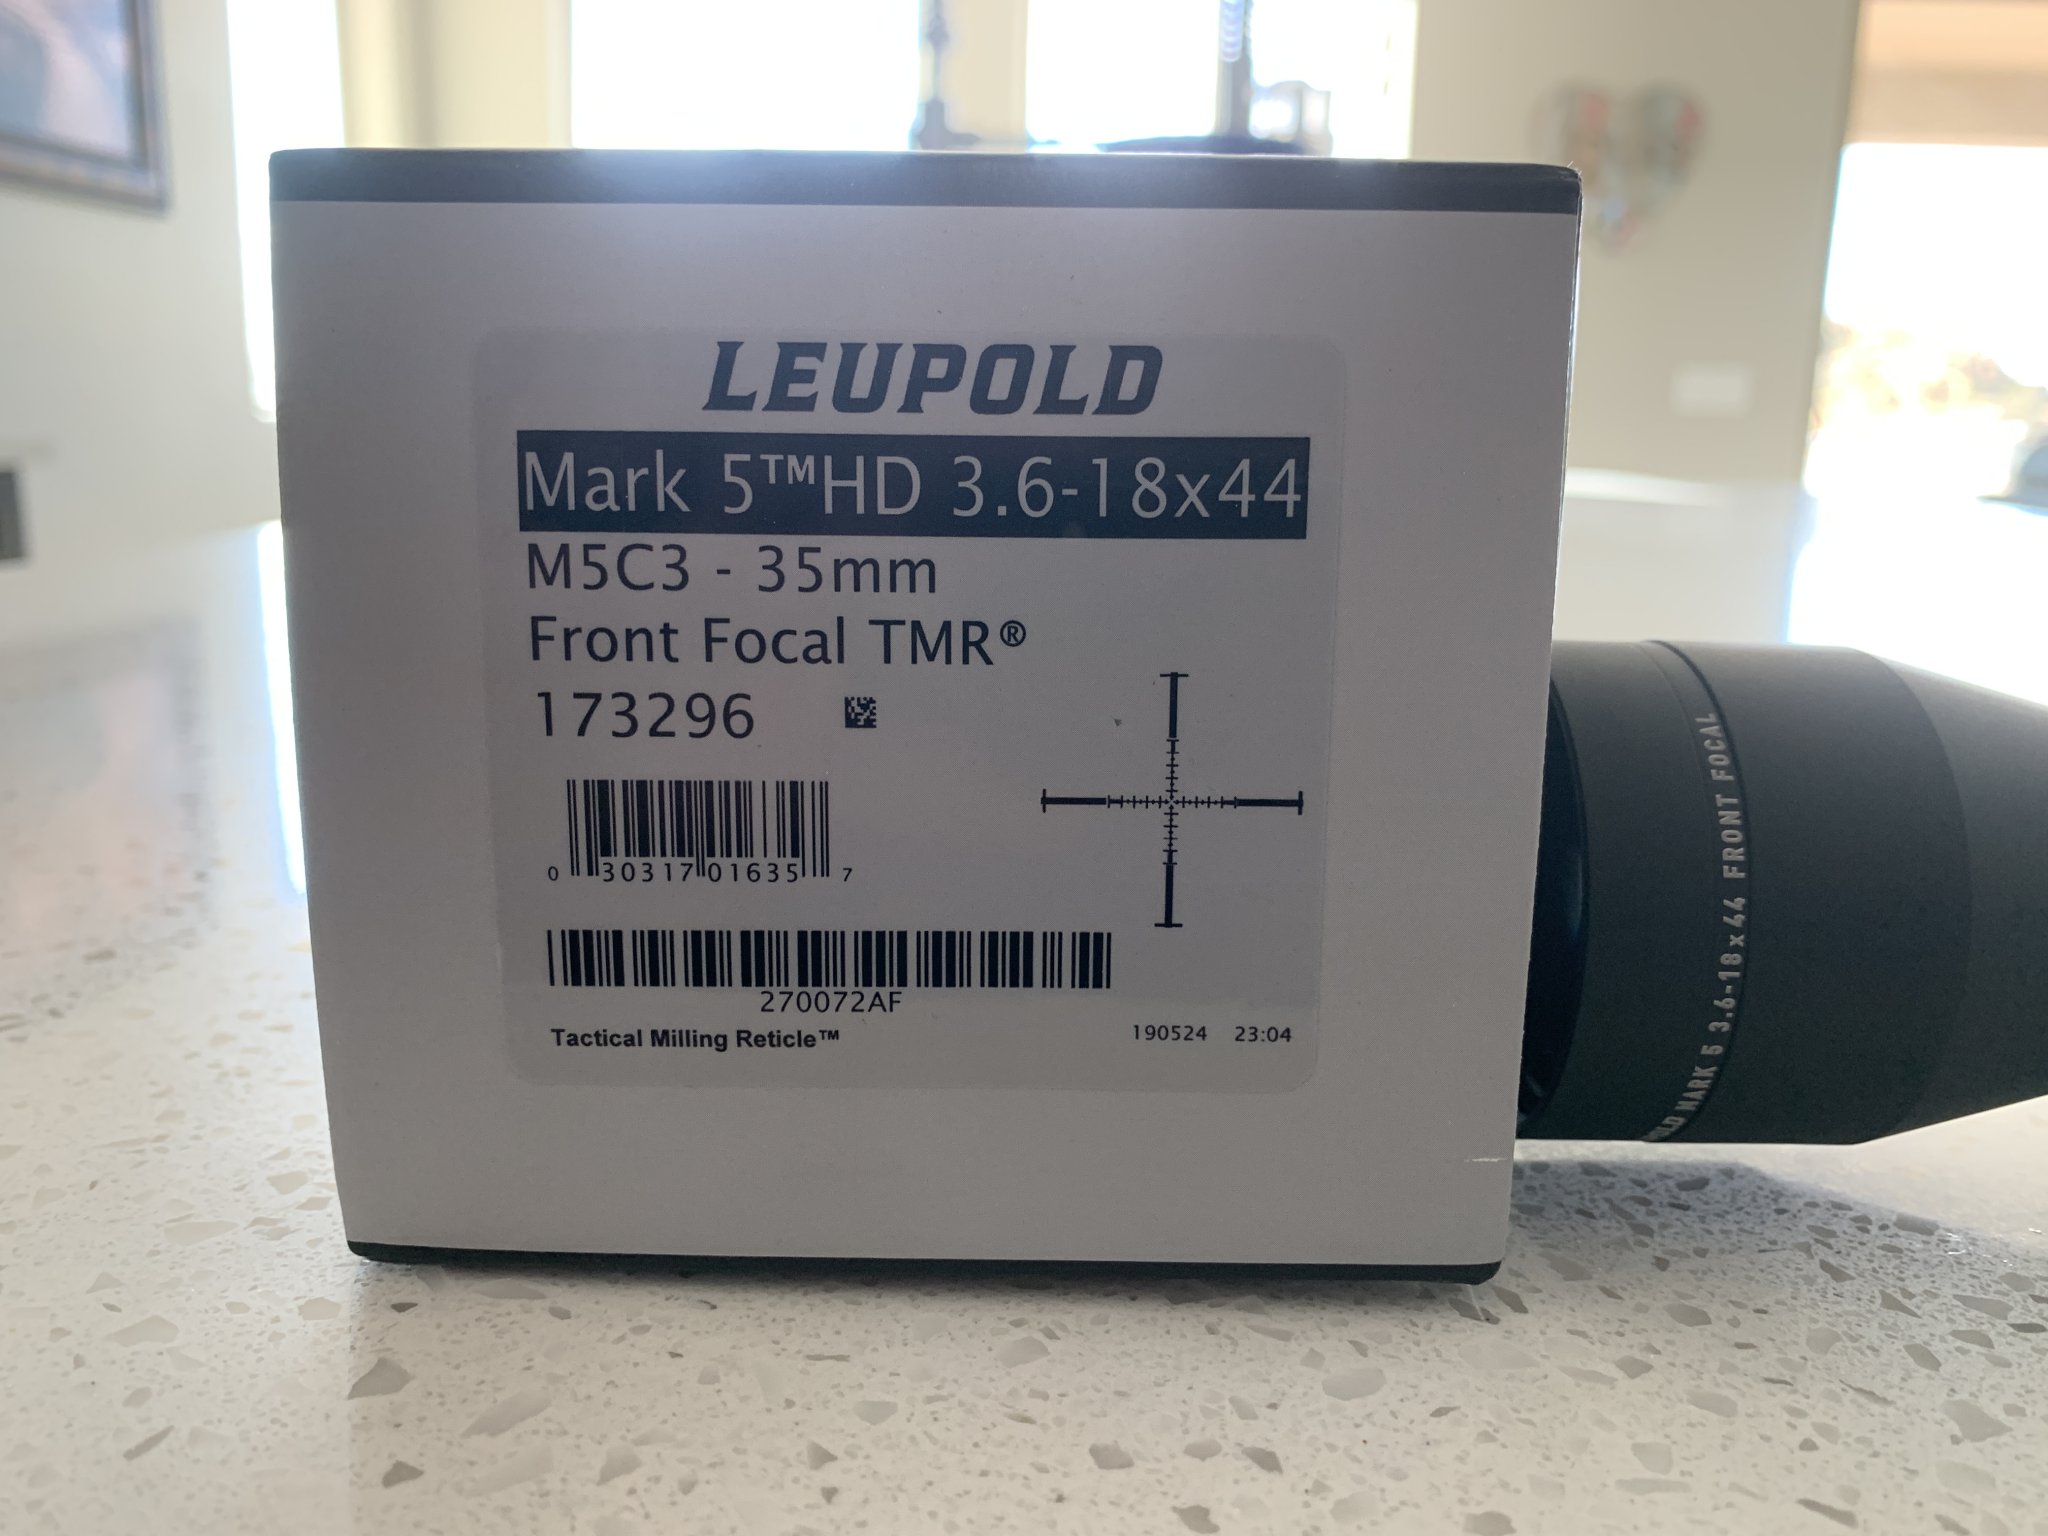 LEUPOLD
Mark 5™HD 3.6-18x44
M5C3 - 35mm
Front Focal TMR®
173296
0 30317 01635 7
270072AF
Tactical Milling Reticle™
190524 23:04
MARK 5 3.6-18x44 FRONT FOCAL